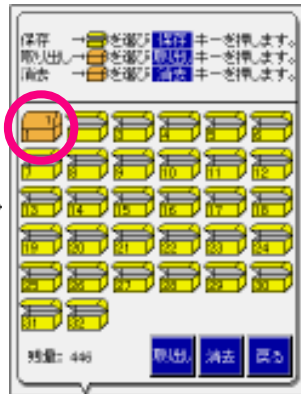 保存 →を選び 保存 キーを押します。
取り出し→を選び 取出し キーを押します。
消去 →を選び 消去 キーを押します。
1 1 2 3 4 5 6
7 8 9 10 11 12
13 14 15 16 17 18
19 20 21 22 23 24
25 26 27 28 29 30
31 32
残量: 446 取出し 消去 戻る